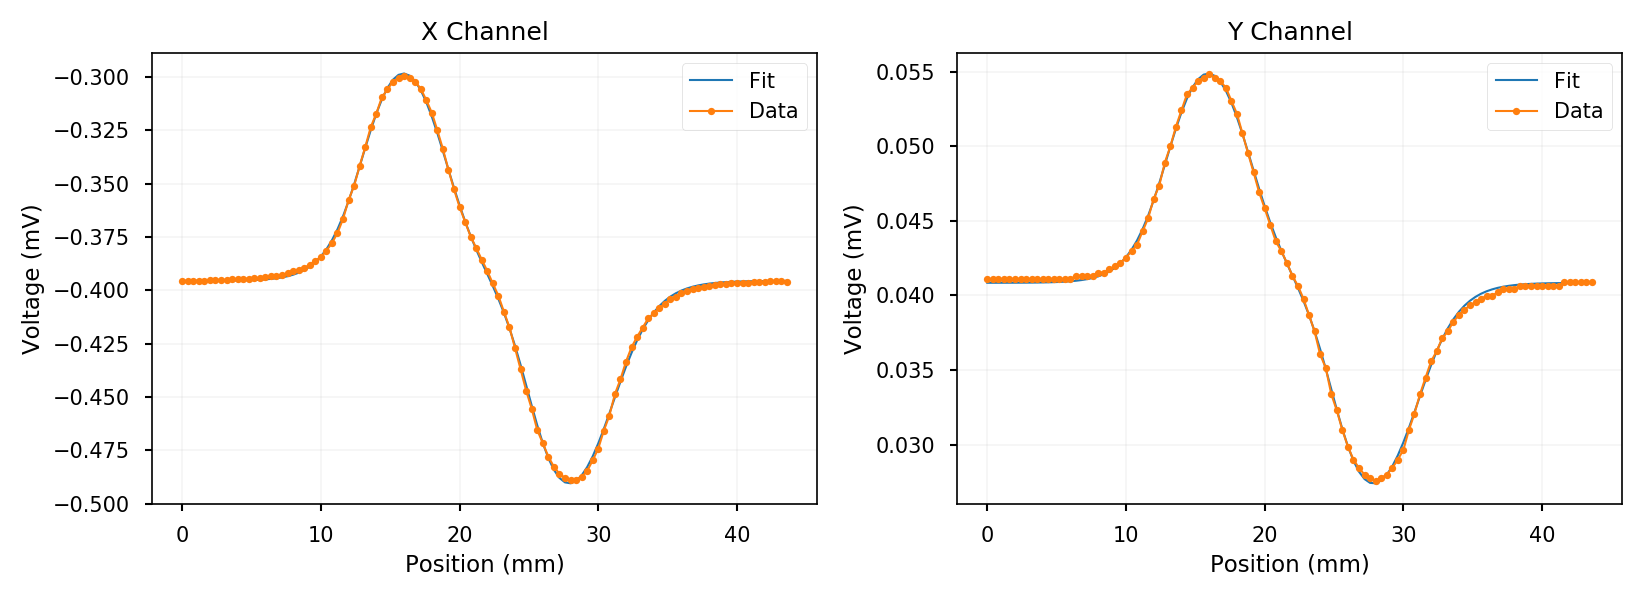 X Channel
Voltage (mV)
−0.300
−0.325
−0.350
−0.375
−0.400
−0.425
−0.450
−0.475
−0.500
0
10
20
30
40
Position (mm)
Fit
Data
Y Channel
Voltage (mV)
0.055
0.050
0.045
0.040
0.035
0.030
0
10
20
30
40
Position (mm)
Fit
Data